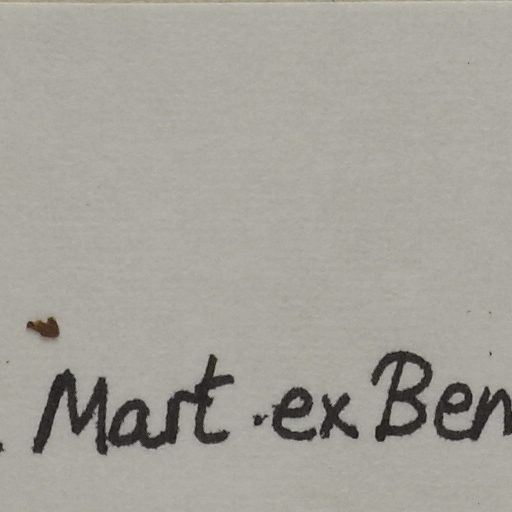 . Mart. ex Ben